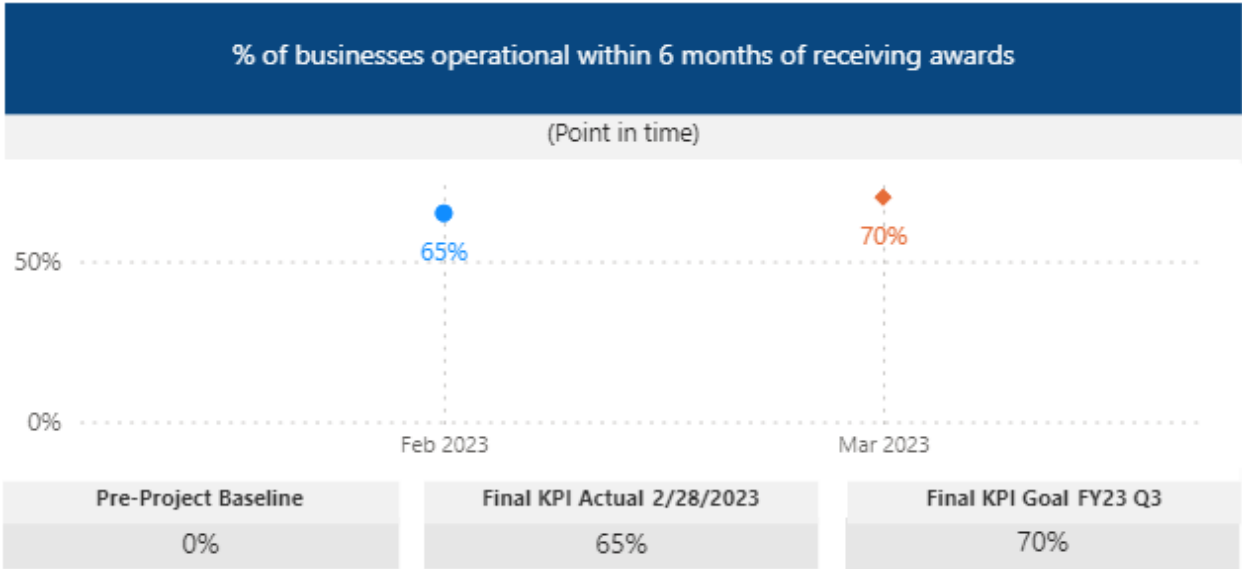 % of businesses operational within 6 months of receiving awards
(Point in time)
65%
70%
50%
0%
Feb 2023
Mar 2023
Pre-Project Baseline
Final KPI Actual 2/28/2023
Final KPI Goal FY23 Q3
0%
65%
70%